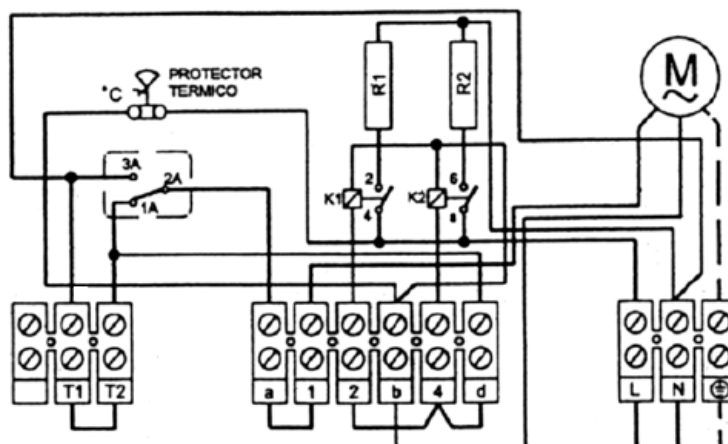 R1
R2
M
~
°C
PROTECTOR
TERMICO
3A
2A
1A
K1
2
4
K2
6
8
T1
T2
a
1
2
b
4
d
L
N